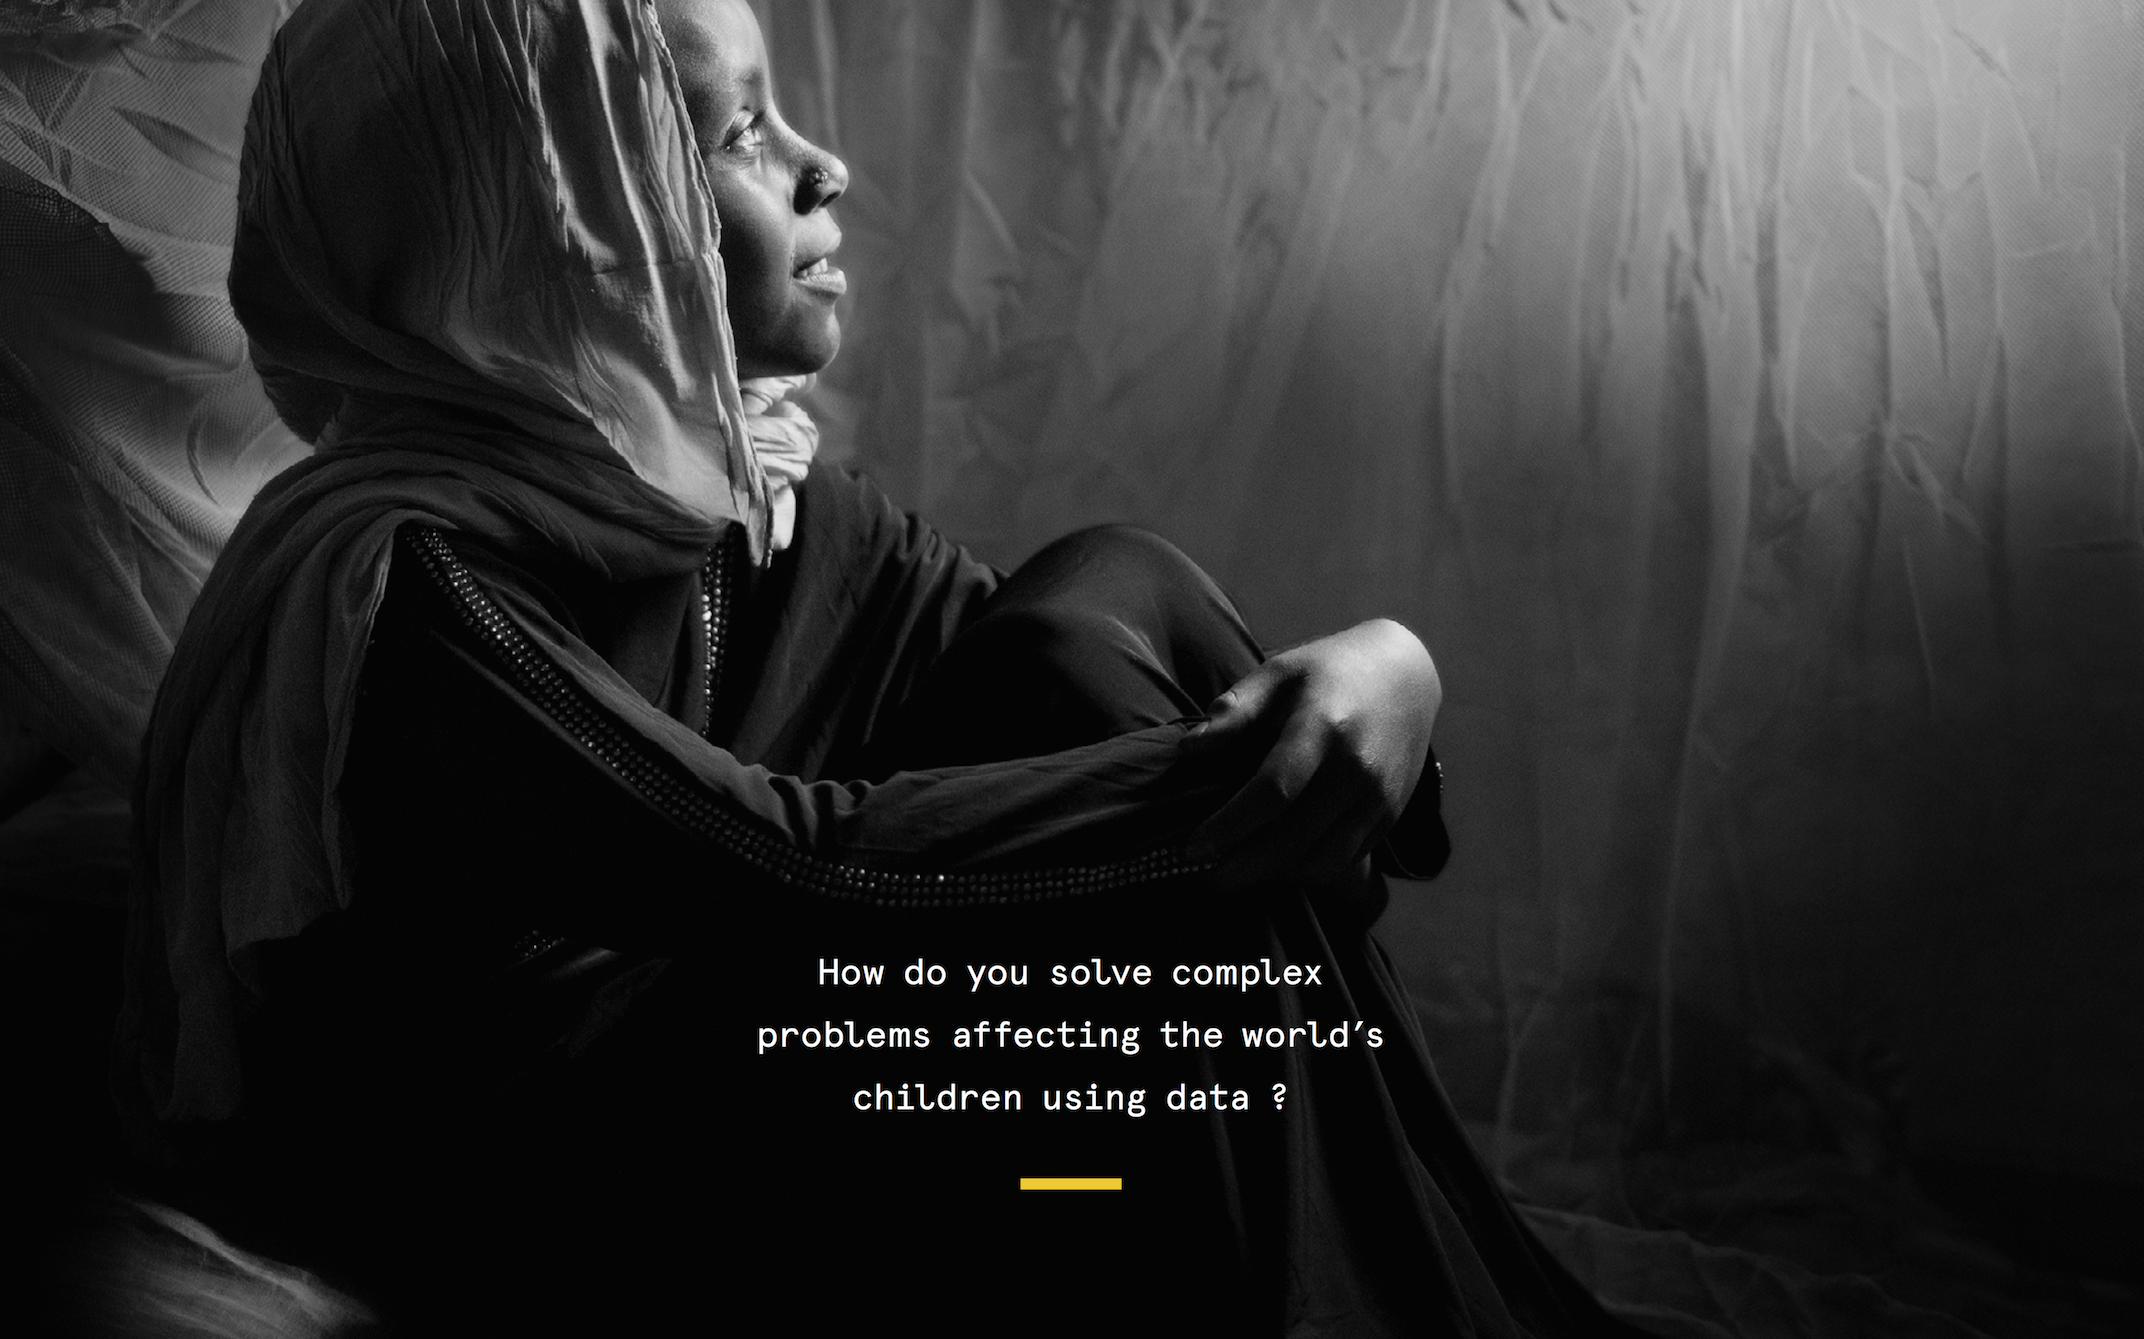 How do you solve complex
problems affecting the world’s
children using data ?